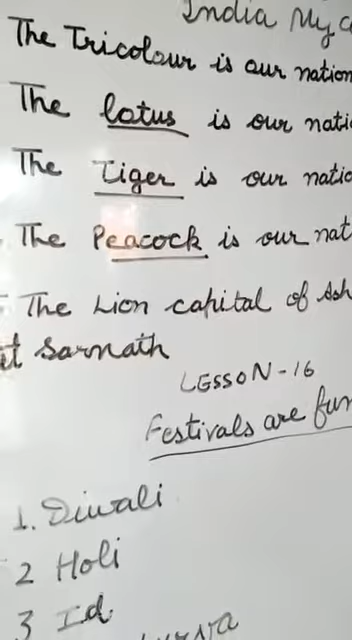 India My c
The Tricolour is our nation
The lotus is our nati
The Tiger is our natio
The Peacock is our nat
The Lion capital of Ash
at Sarnath
LESSON-16
Festivals are fun
1. Diwali
2 Holi
3 Id